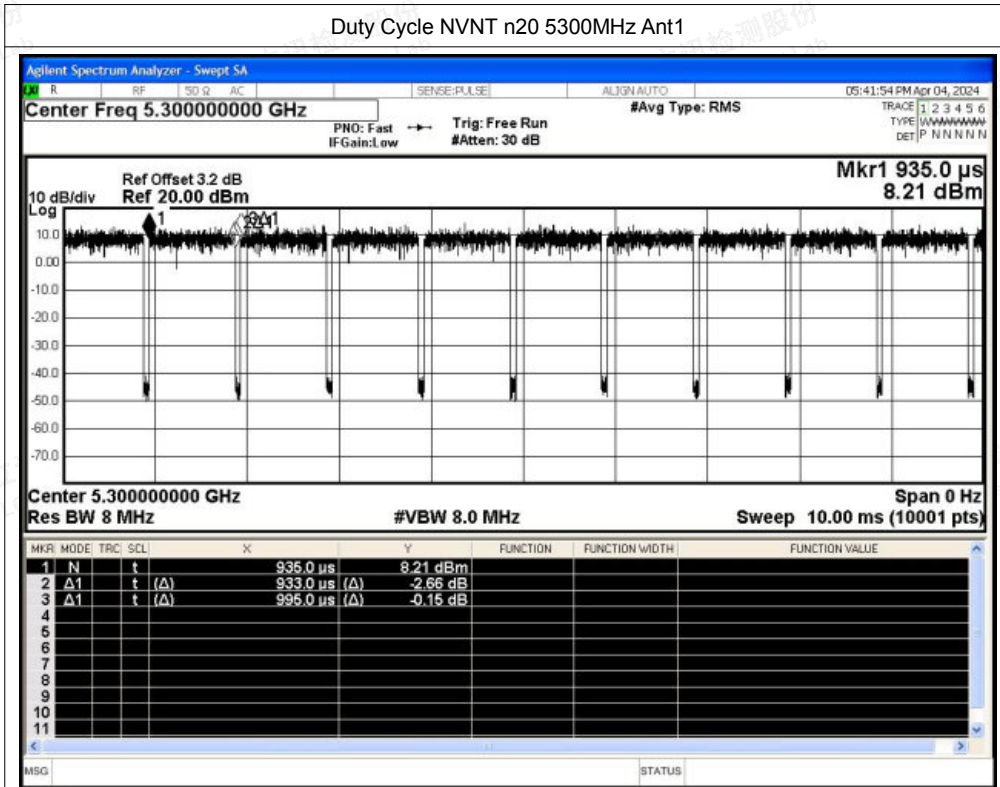 Duty Cycle NVNT n20 5300MHz Ant1
Agilent Spectrum Analyzer - Swept SA
R RF 50 Ω AC SENSE:PULSE ALIGN AUTO 05:41:54 PM Apr 04, 2024
Center Freq 5.300000000 GHz #Avg Type: RMS TRACE 1 2 3 4 5 6
PNO: Fast Trig: Free Run TYPE
IFGain:Low #Atten: 30 dB DET P N N N N N
Mkr1 935.0 µs
Ref Offset 3.2 dB
10 dB/div Ref 20.00 dBm 8.21 dBm
Log
1
10.0
0.00
-10.0
-20.0
-30.0
-40.0
-50.0
-60.0
-70.0
Center 5.300000000 GHz Span 0 Hz
Res BW 8 MHz #VBW 8.0 MHz Sweep 10.00 ms (10001 pts)
MKR MODE TRC SCL X Y FUNCTION FUNCTION WIDTH FUNCTION VALUE
1 N t 935.0 µs 8.21 dBm
2 Δ1 t (Δ) 933.0 µs (Δ) -2.66 dB
3 Δ1 t (Δ) 995.0 µs (Δ) -0.15 dB
4
5
6
7
8
9
10
11
MSG STATUS